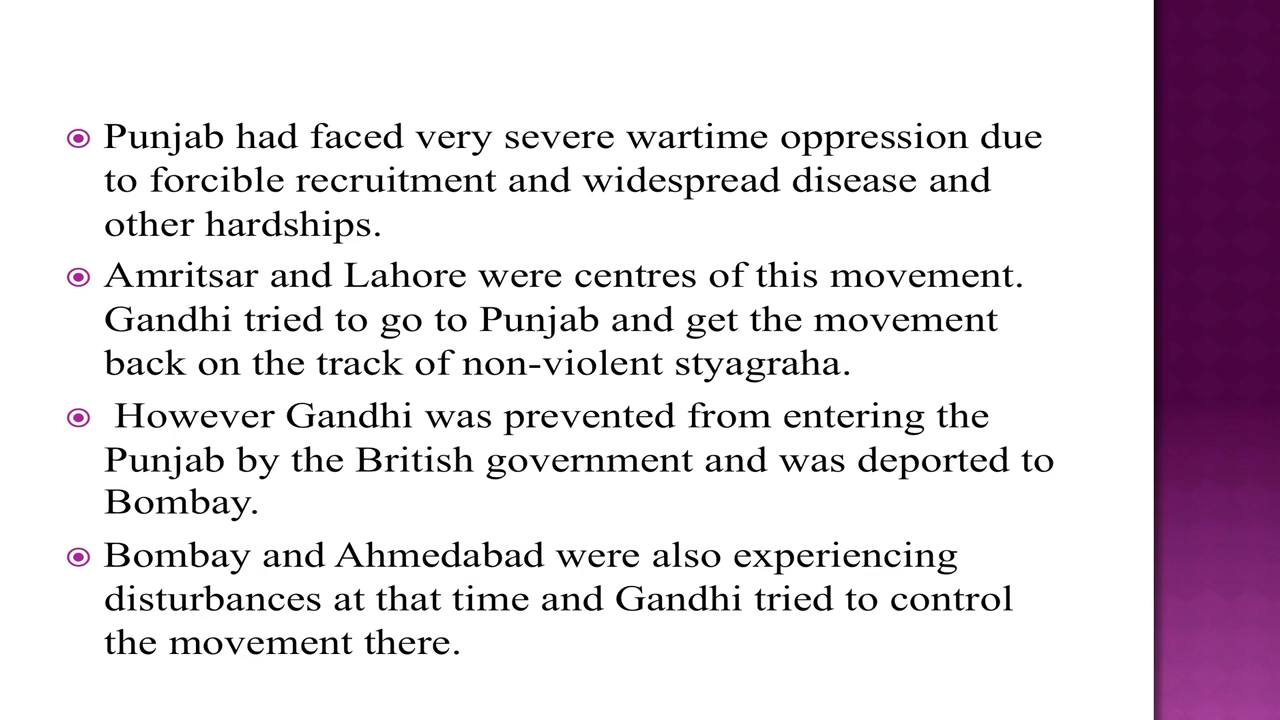 Punjab had faced very severe wartime oppression due
to forcible recruitment and widespread disease and
other hardships.
Amritsar and Lahore were centres of this movement.
Gandhi tried to go to Punjab and get the movement
back on the track of non-violent styagraha.
However Gandhi was prevented from entering the
Punjab by the British government and was deported to
Bombay.
Bombay and Ahmedabad were also experiencing
disturbances at that time and Gandhi tried to control
the movement there.